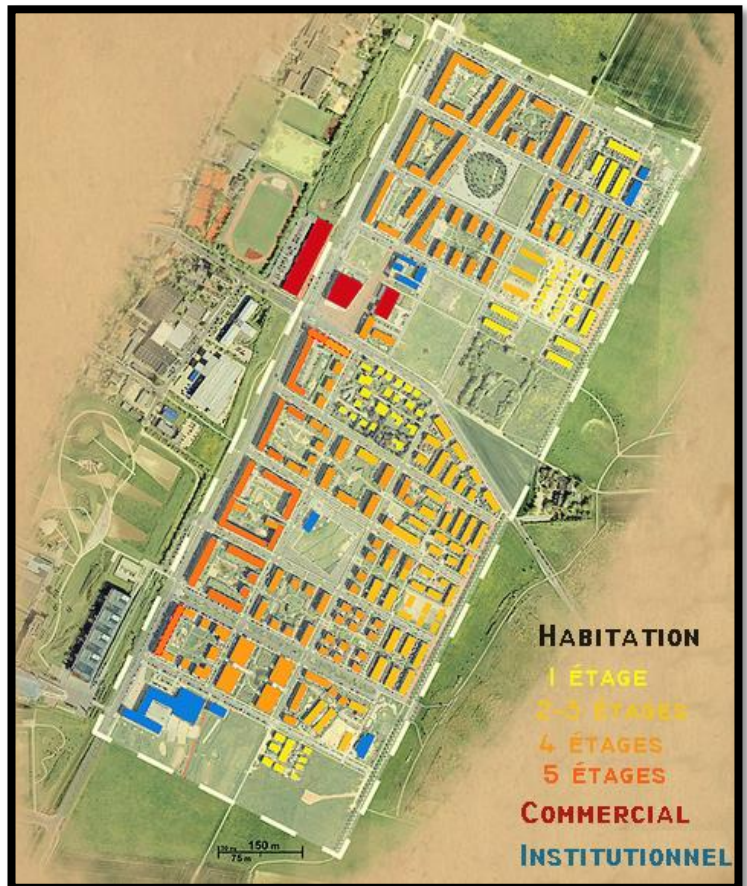 HABITATION
1 ÉTAGE
2-3 ÉTAGES
4 ÉTAGES
5 ÉTAGES
COMMERCIAL
INSTITUTIONNEL
150 m
75 m